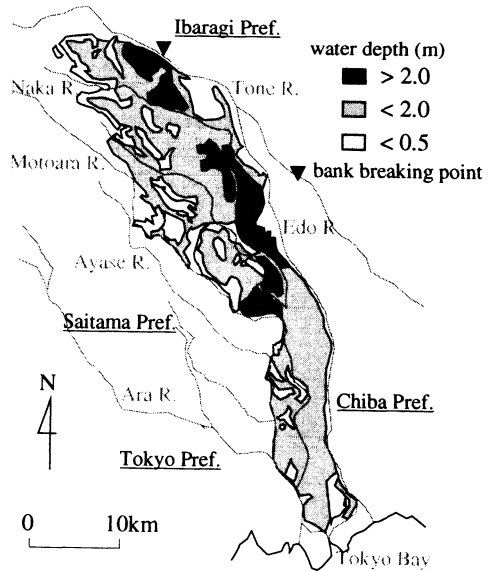 Ibaragi Pref.
water depth (m)
> 2.0
< 2.0
< 0.5
bank breaking point
Naka R.
Tone R.
Motoara R.
Edo R
Ayase R.
Saitama Pref.
N
Ara R.
Chiba Pref.
Tokyo Pref.
0 10km
Tokyo Bay